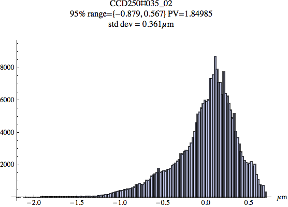 CCD250-035_02
95% range={-0.879, 0.567} PV=1.84985
std dev = 0.361μm
8000
6000
4000
2000
-2.0 -1.5 -1.0 -0.5 0.0 0.5 μm